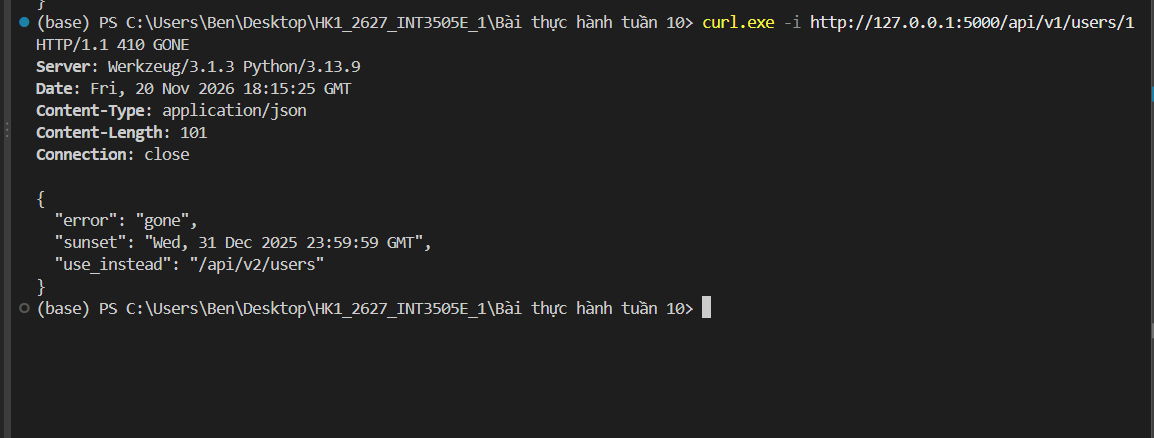 }
(base) PS C:\Users\Ben\Desktop\HK1_2627_INT3505E_1\Bài thực hành tuần 10> curl.exe -i http://127.0.0.1:5000/api/v1/users/1
HTTP/1.1 410 GONE
Server: Werkzeug/3.1.3 Python/3.13.9
Date: Fri, 20 Nov 2026 18:15:25 GMT
Content-Type: application/json
Content-Length: 101
Connection: close

{
  "error": "gone",
  "sunset": "Wed, 31 Dec 2025 23:59:59 GMT",
  "use_instead": "/api/v2/users"
}
(base) PS C:\Users\Ben\Desktop\HK1_2627_INT3505E_1\Bài thực hành tuần 10>